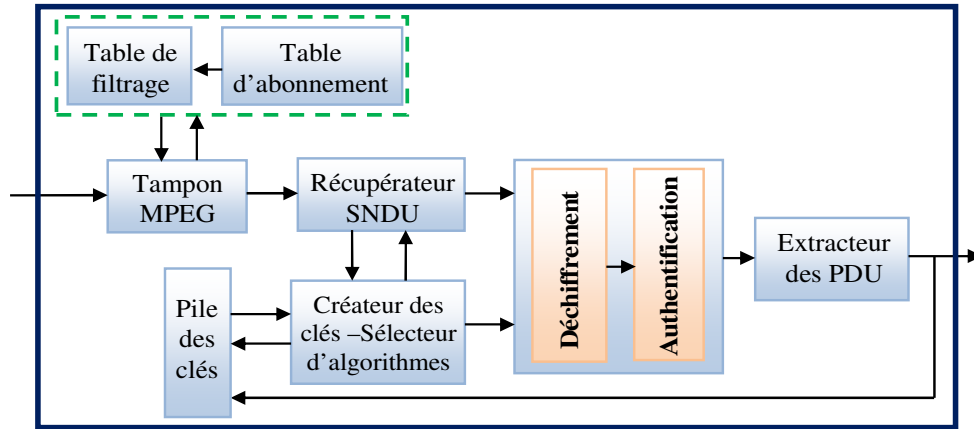 Table de
filtrage
Table
d’abonnement
Tampon
MPEG
Récupérateur
SNDU
Déchiffrement
Authentification
Extracteur
des PDU
Pile
des
clés
Créateur des
clés –Sélecteur
d’algorithmes